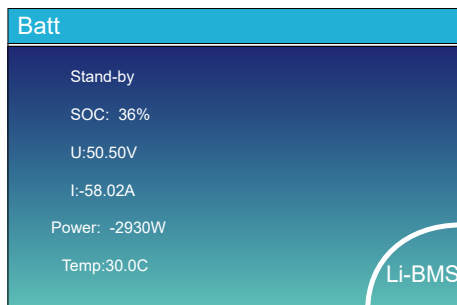 Batt
Stand-by
SOC: 36%
U:50.50V
I:-58.02A
Power: -2930W
Temp:30.0C
Li-BMS